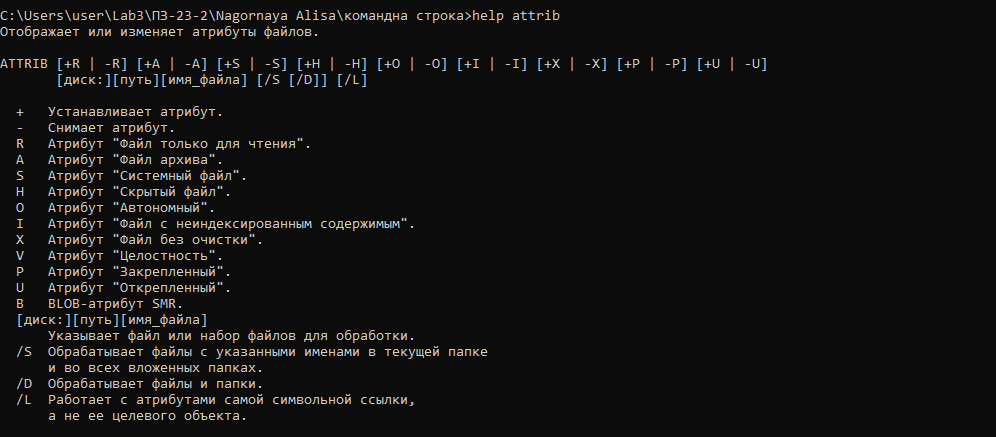 C:\Users\user\Lab3\ПЗ-23-2\Nagornaya Alisa\командна строка>help attrib
Отображает или изменяет атрибуты файлов.
ATTRIB [+R | -R] [+A | -A] [+S | -S] [+H | -H] [+O | -O] [+I | -I] [+X | -X] [+P | -P] [+U | -U]
[диск:][путь][имя_файла] [/S [/D]] [/L]
+ Устанавливает атрибут.
- Снимает атрибут.
R Атрибут "Файл только для чтения".
A Атрибут "Файл архива".
S Атрибут "Системный файл".
H Атрибут "Скрытый файл".
O Атрибут "Автономный".
I Атрибут "Файл с неиндексированным содержимым".
X Атрибут "Файл без очистки".
V Атрибут "Целостность".
P Атрибут "Закрепленный".
U Атрибут "Открепленный".
B BLOB-атрибут SMR.
[диск:][путь][имя_файла]
Указывает файл или набор файлов для обработки.
/S Обрабатывает файлы с указанными именами в текущей папке
и во всех вложенных папках.
/D Обрабатывает файлы и папки.
/L Работает с атрибутами самой символьной ссылки,
а не ее целевого объекта.